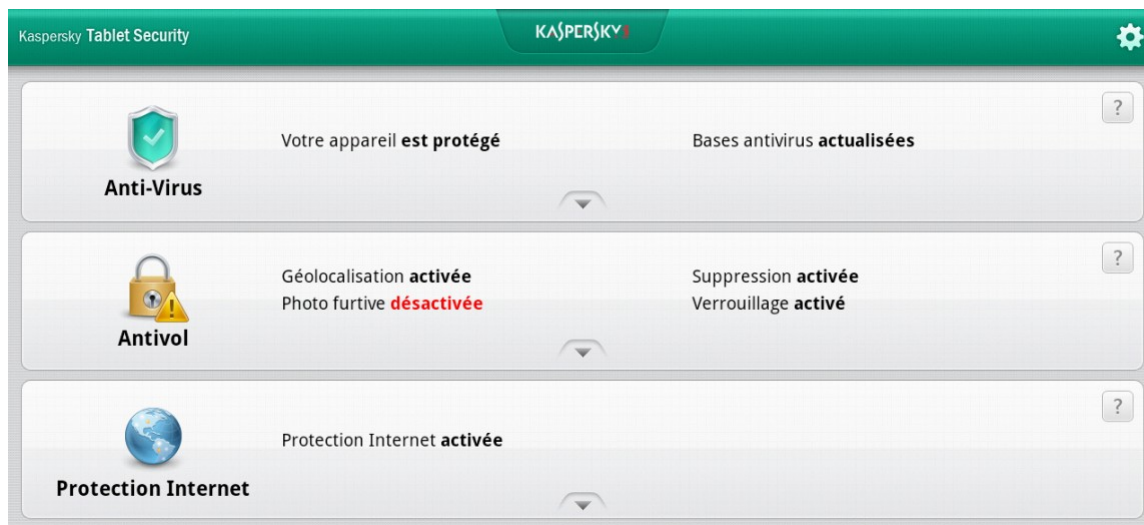 Kaspersky Tablet Security
KASPERSKY
?
Votre appareil est protégé
Bases antivirus actualisées
Anti-Virus
?
Géolocalisation activée
Suppression activée
Photo furtive désactivée
Verrouillage activé
Antivol
?
Protection Internet activée
Protection Internet